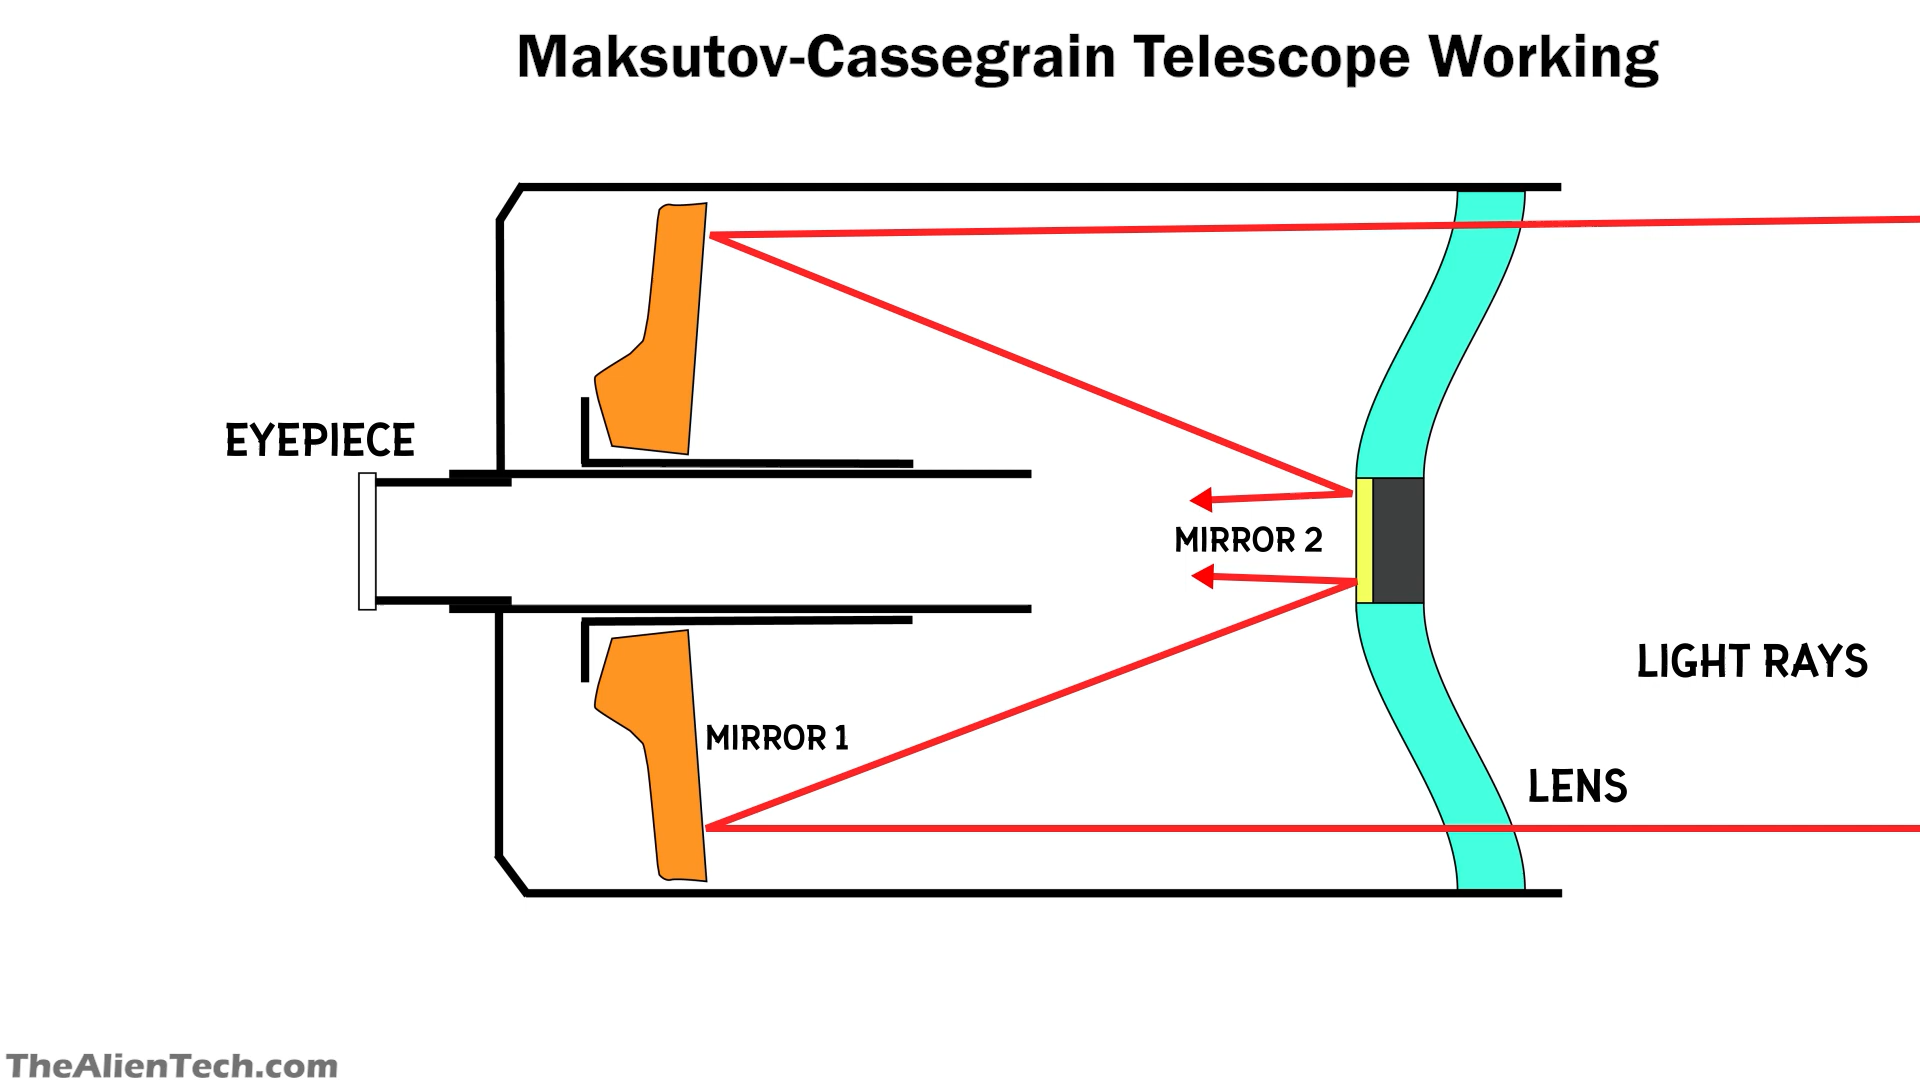 Maksutov-Cassegrain Telescope Working
EYEPIECE
MIRROR 2
LIGHT RAYS
MIRROR 1
LENS
TheAlienTech.com